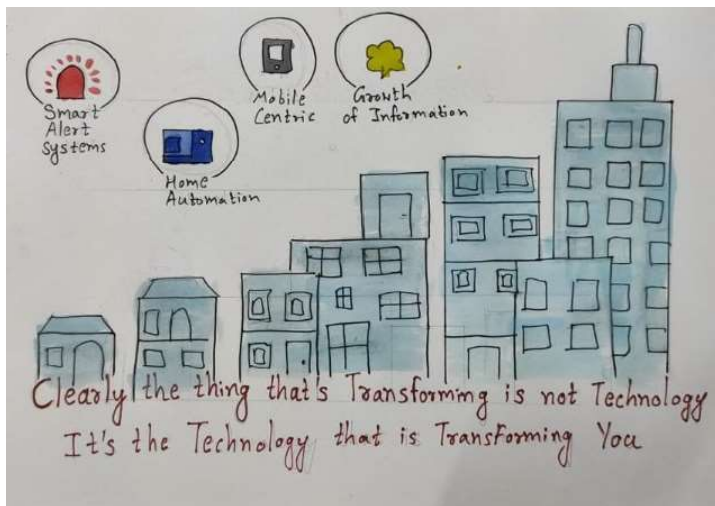 Smart
Alert
Systems
Home
Automation
Mobile
Centric
Growth
of Information
Clearly the thing that's Transforming is not Technology
It's the Technology that is Transforming You